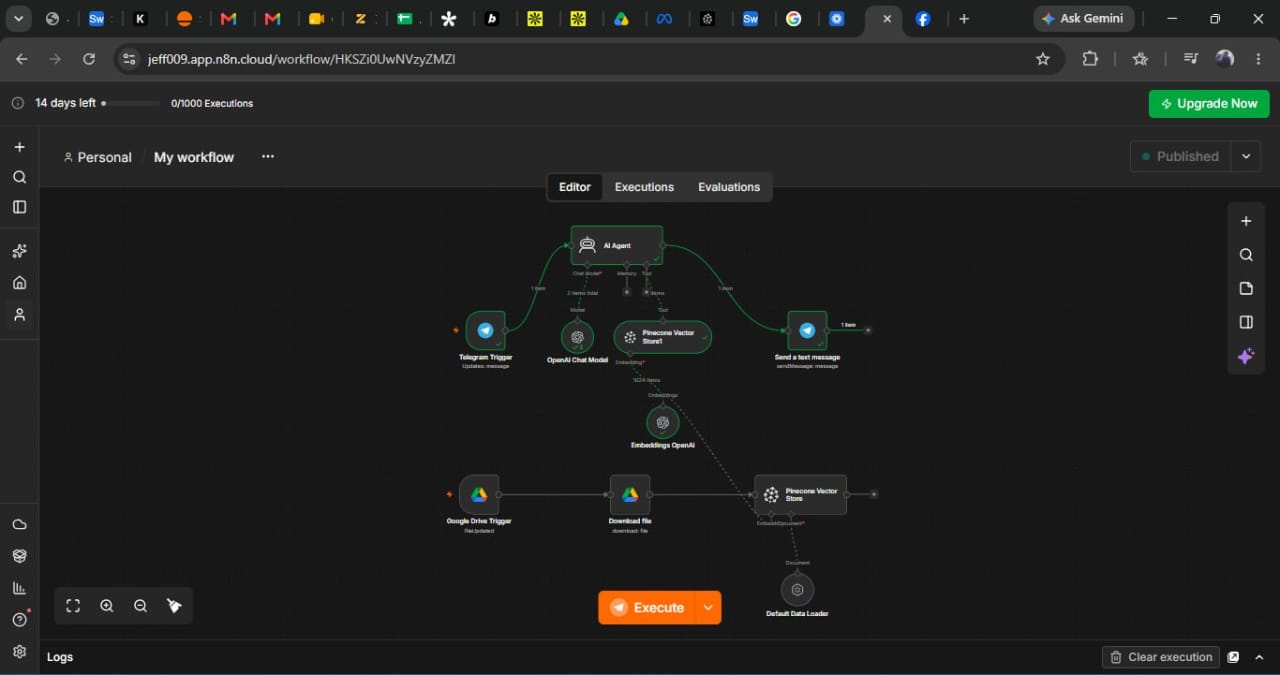 Ask Gemini
jeff009.app.n8n.cloud/workflow/HKSZi0UwNVzyZMZI
14 days left
0/1000 Executions
Upgrade Now
Personal / My workflow
Published
Editor
Executions
Evaluations
AI Agent
Chat Model*
Memory
Tool
1 item
2 items total
items
1 item
Model
Tool
Telegram Trigger
Updates: message
OpenAI Chat Model
Pinecone Vector Store1
Embedding*
1 item
Send a text message
sendMessage: message
1024 items
Embeddings
Embeddings OpenAI
Google Drive Trigger
fileUpdated
Download file
download: file
Pinecone Vector Store
Document*
Document
Default Data Loader
Execute
Logs
Clear execution